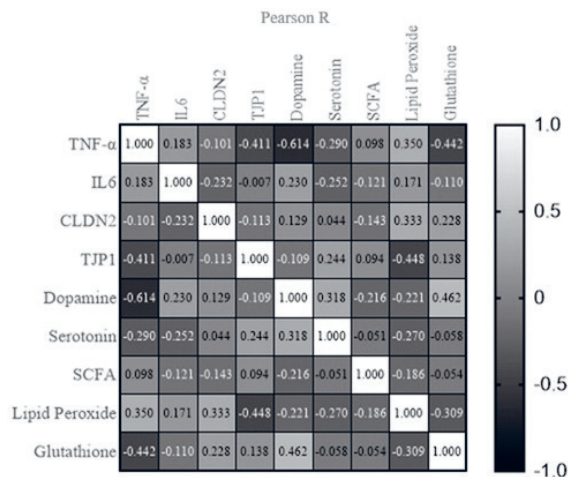 Pearson R
TNF-α IL6 CLDN2 TJP1 Dopamine Serotonin SCFA Lipid Peroxide Glutathione
TNF-α 1.000 0.183 -0.101 -0.411 -0.614 -0.290 0.098 0.350 -0.442
IL6 0.183 1.000 -0.232 -0.007 0.230 -0.252 -0.121 0.171 -0.110
CLDN2 -0.101 -0.232 1.000 -0.113 0.129 0.044 -0.143 0.333 0.228
TJP1 -0.411 -0.007 -0.113 1.000 -0.109 0.244 0.094 -0.448 0.138
Dopamine -0.614 0.230 0.129 -0.109 1.000 0.318 -0.216 -0.221 0.462
Serotonin -0.290 -0.252 0.044 0.244 0.318 1.000 -0.051 -0.270 -0.058
SCFA 0.098 -0.121 -0.143 0.094 -0.216 -0.051 1.000 -0.186 -0.054
Lipid Peroxide 0.350 0.171 0.333 -0.448 -0.221 -0.270 -0.186 1.000 -0.309
Glutathione -0.442 -0.110 0.228 0.138 0.462 -0.058 -0.054 -0.309 1.000
1.0
0.5
0
-0.5
-1.0